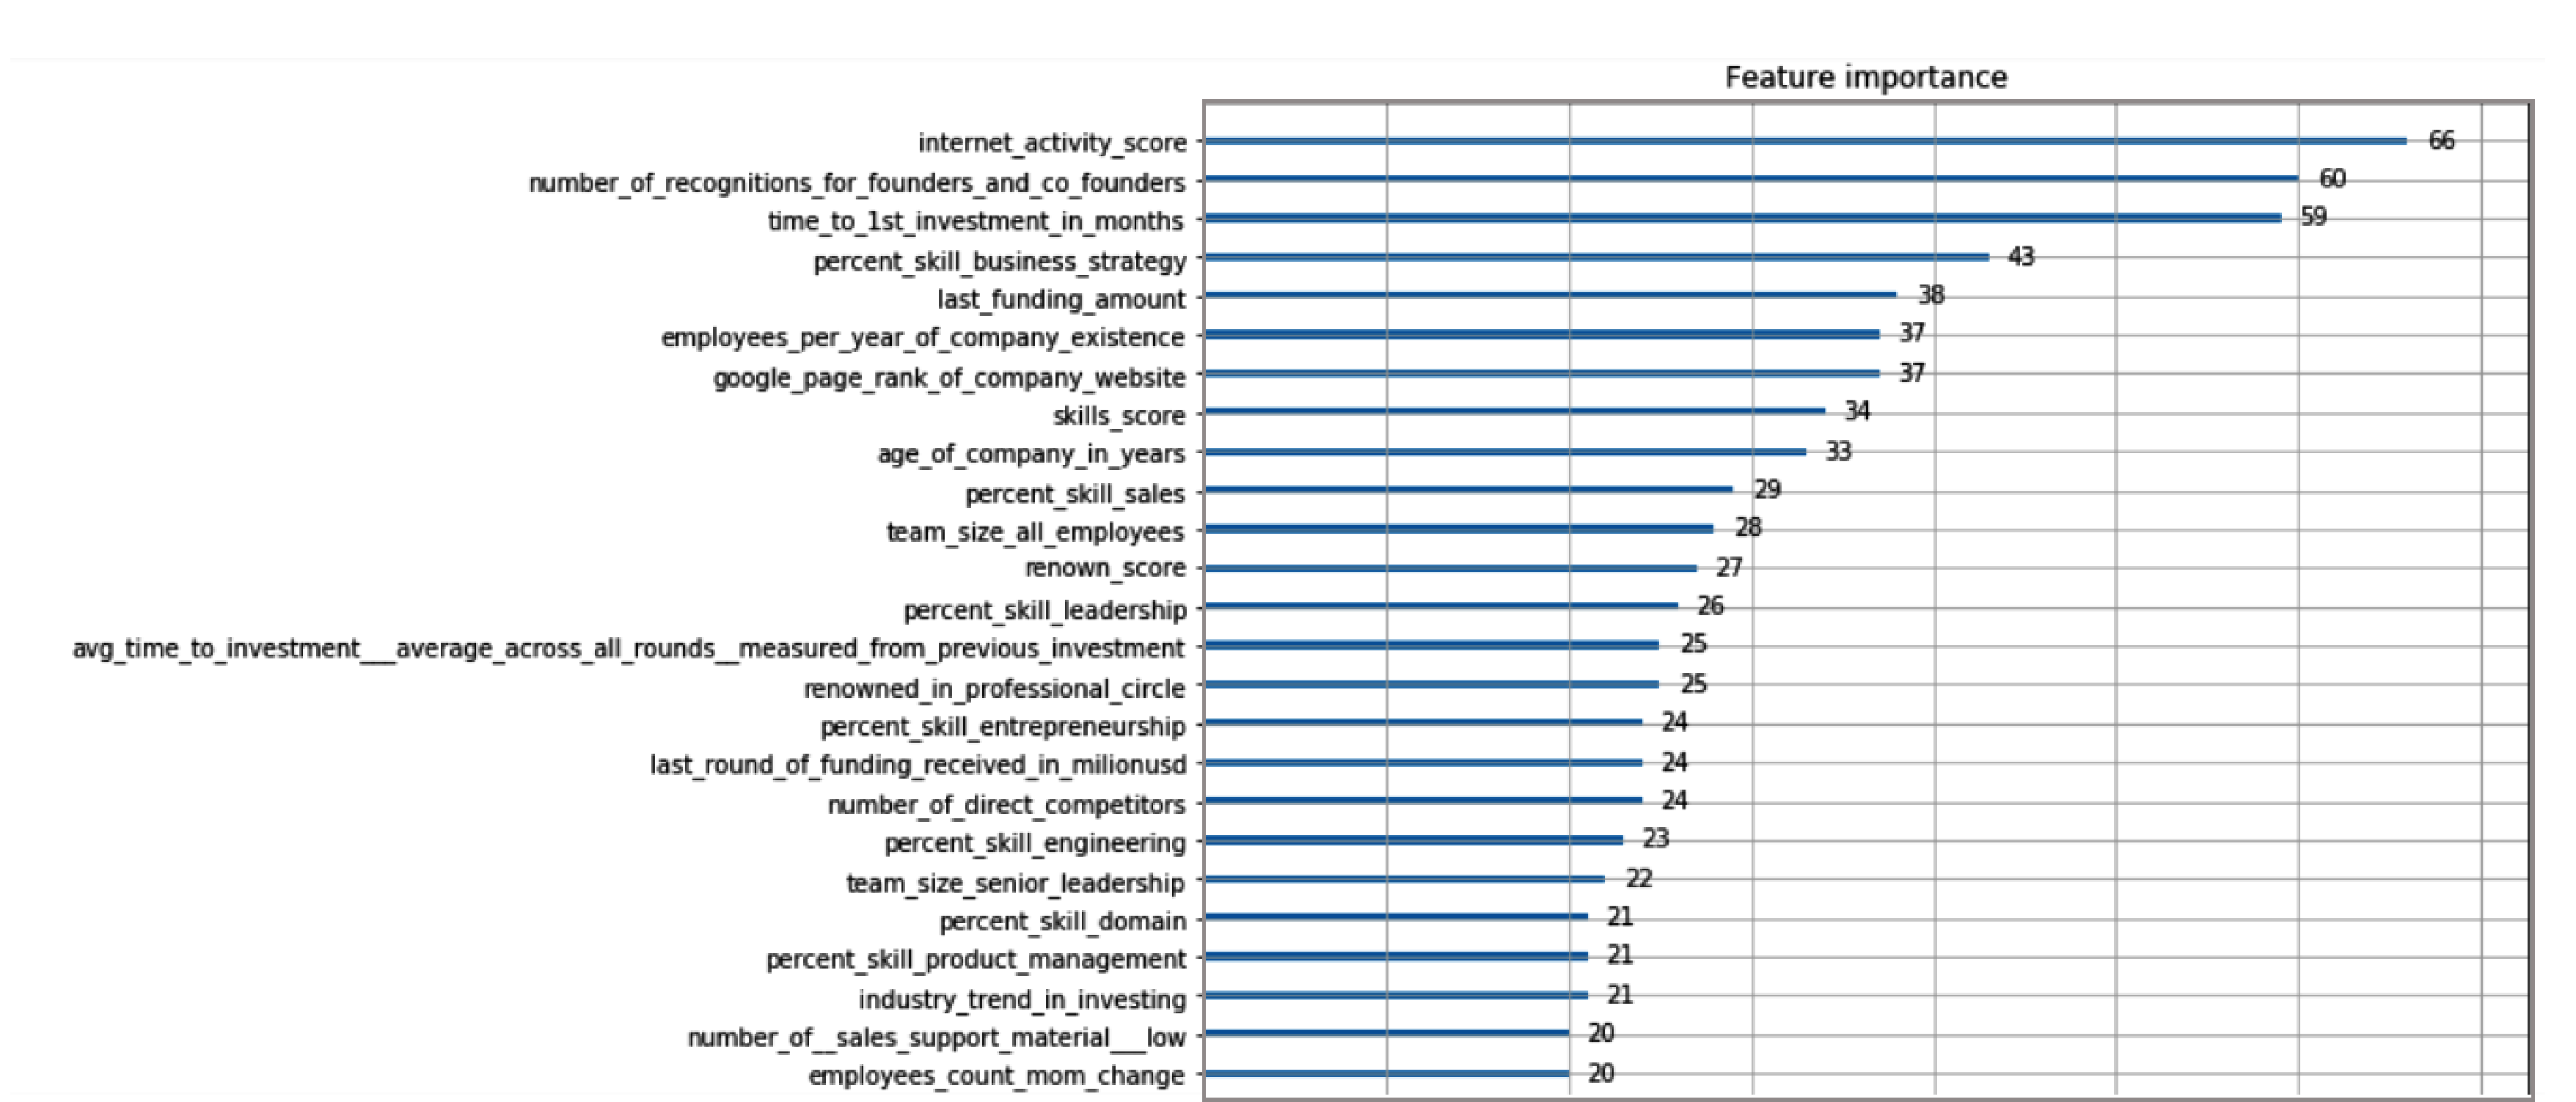 Feature importance
internet_activity_score 66
number_of_recognitions_for_founders_and_co_founders 60
time_to_1st_investment_in_months 59
percent_skill_business_strategy 43
last_funding_amount 38
employees_per_year_of_company_existence 37
google_page_rank_of_company_website 37
skills_score 34
age_of_company_in_years 33
percent_skill_sales 29
team_size_all_employees 28
renown_score 27
percent_skill_leadership 26
avg_time_to_investment___average_across_all_rounds__measured_from_previous_investment 25
renowned_in_professional_circle 25
percent_skill_entrepreneurship 24
last_round_of_funding_received_in_milionusd 24
number_of_direct_competitors 24
percent_skill_engineering 23
team_size_senior_leadership 22
percent_skill_domain 21
percent_skill_product_management 21
industry_trend_in_investing 21
number_of__sales_support_material___low 20
employees_count_mom_change 20